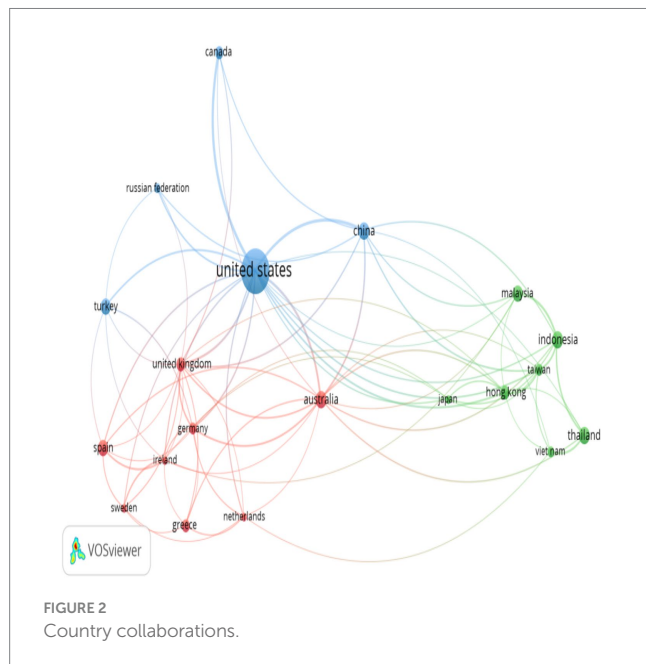 canada
russian federation
china
united states
malaysia
turkey
indonesia
united kingdom
taiwan
hong kong
japan
australia
germany
thailand
spain
ireland
vietnam
sweden
netherlands
greece
VOSviewer
FIGURE 2
Country collaborations.